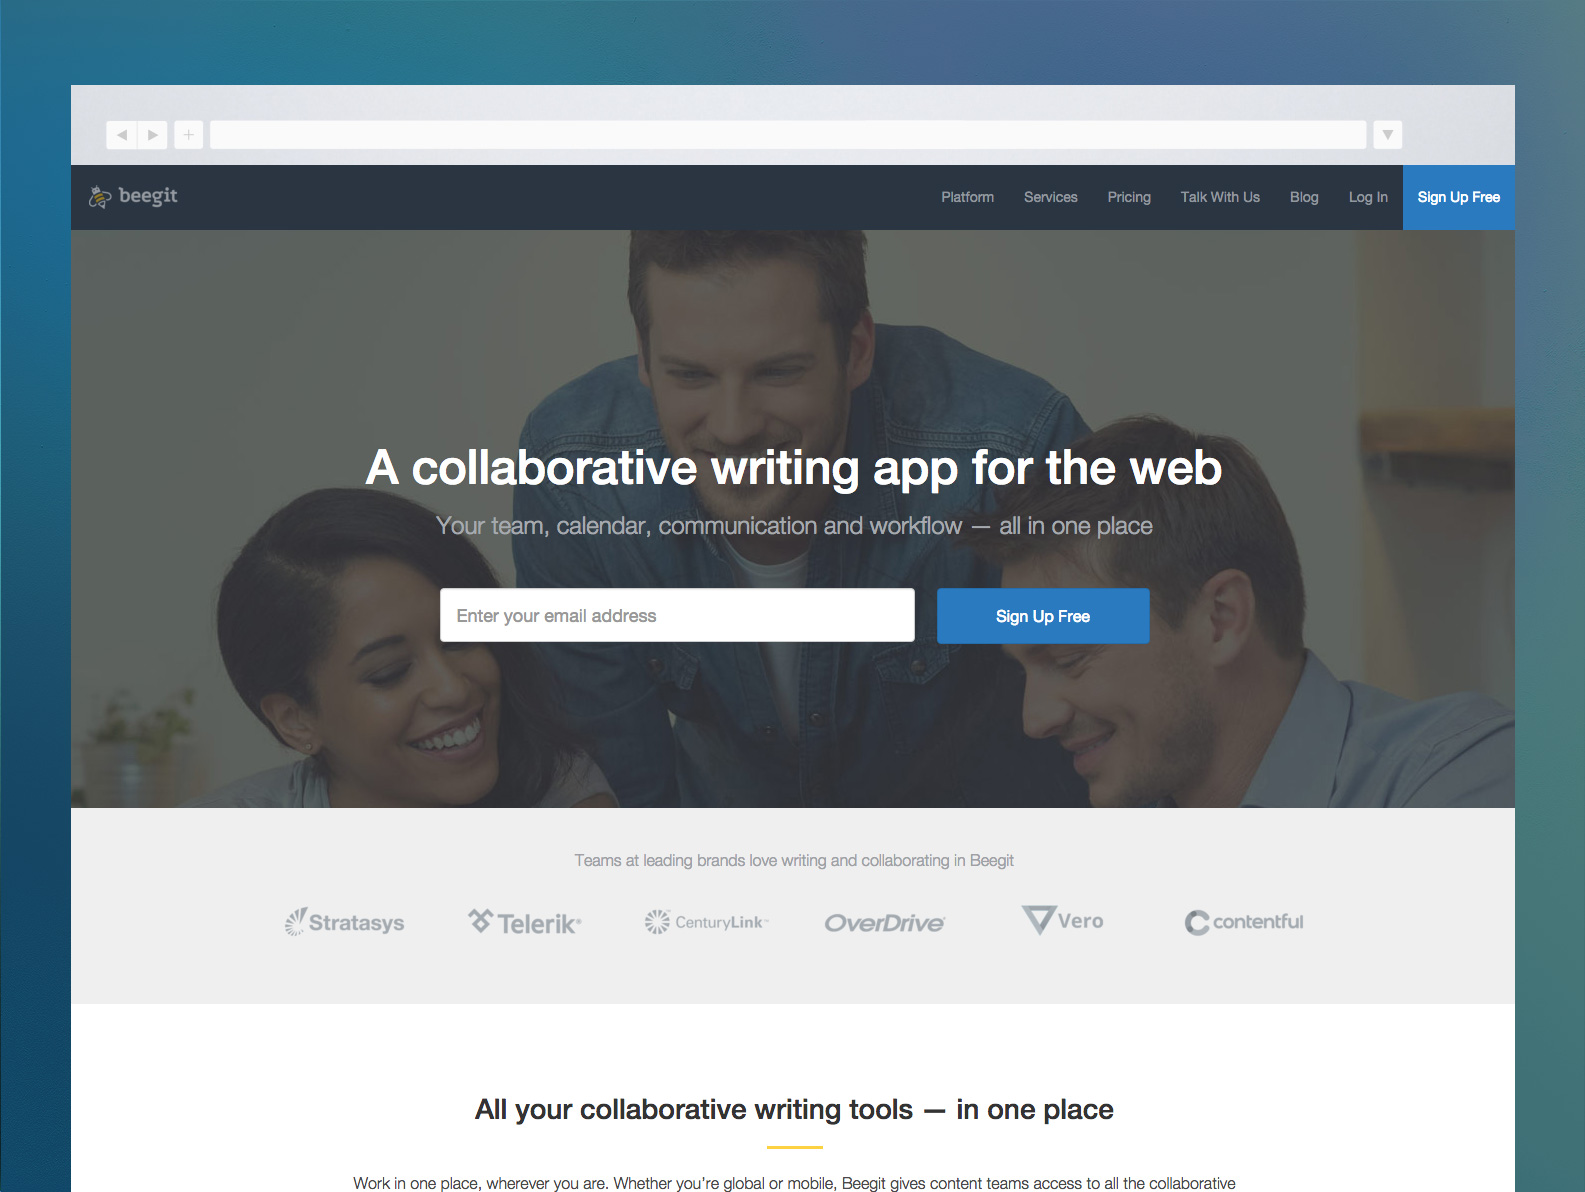 beegit
Platform Services Pricing Talk With Us Blog Log In Sign Up Free
A collaborative writing app for the web
Your team, calendar, communication and workflow — all in one place
Enter your email address Sign Up Free
Teams at leading brands love writing and collaborating in Beegit
Stratasys Telerik® CenturyLink™ OverDrive® Vero contentful
All your collaborative writing tools — in one place
Work in one place, wherever you are. Whether you're global or mobile, Beegit gives content teams access to all the collaborative